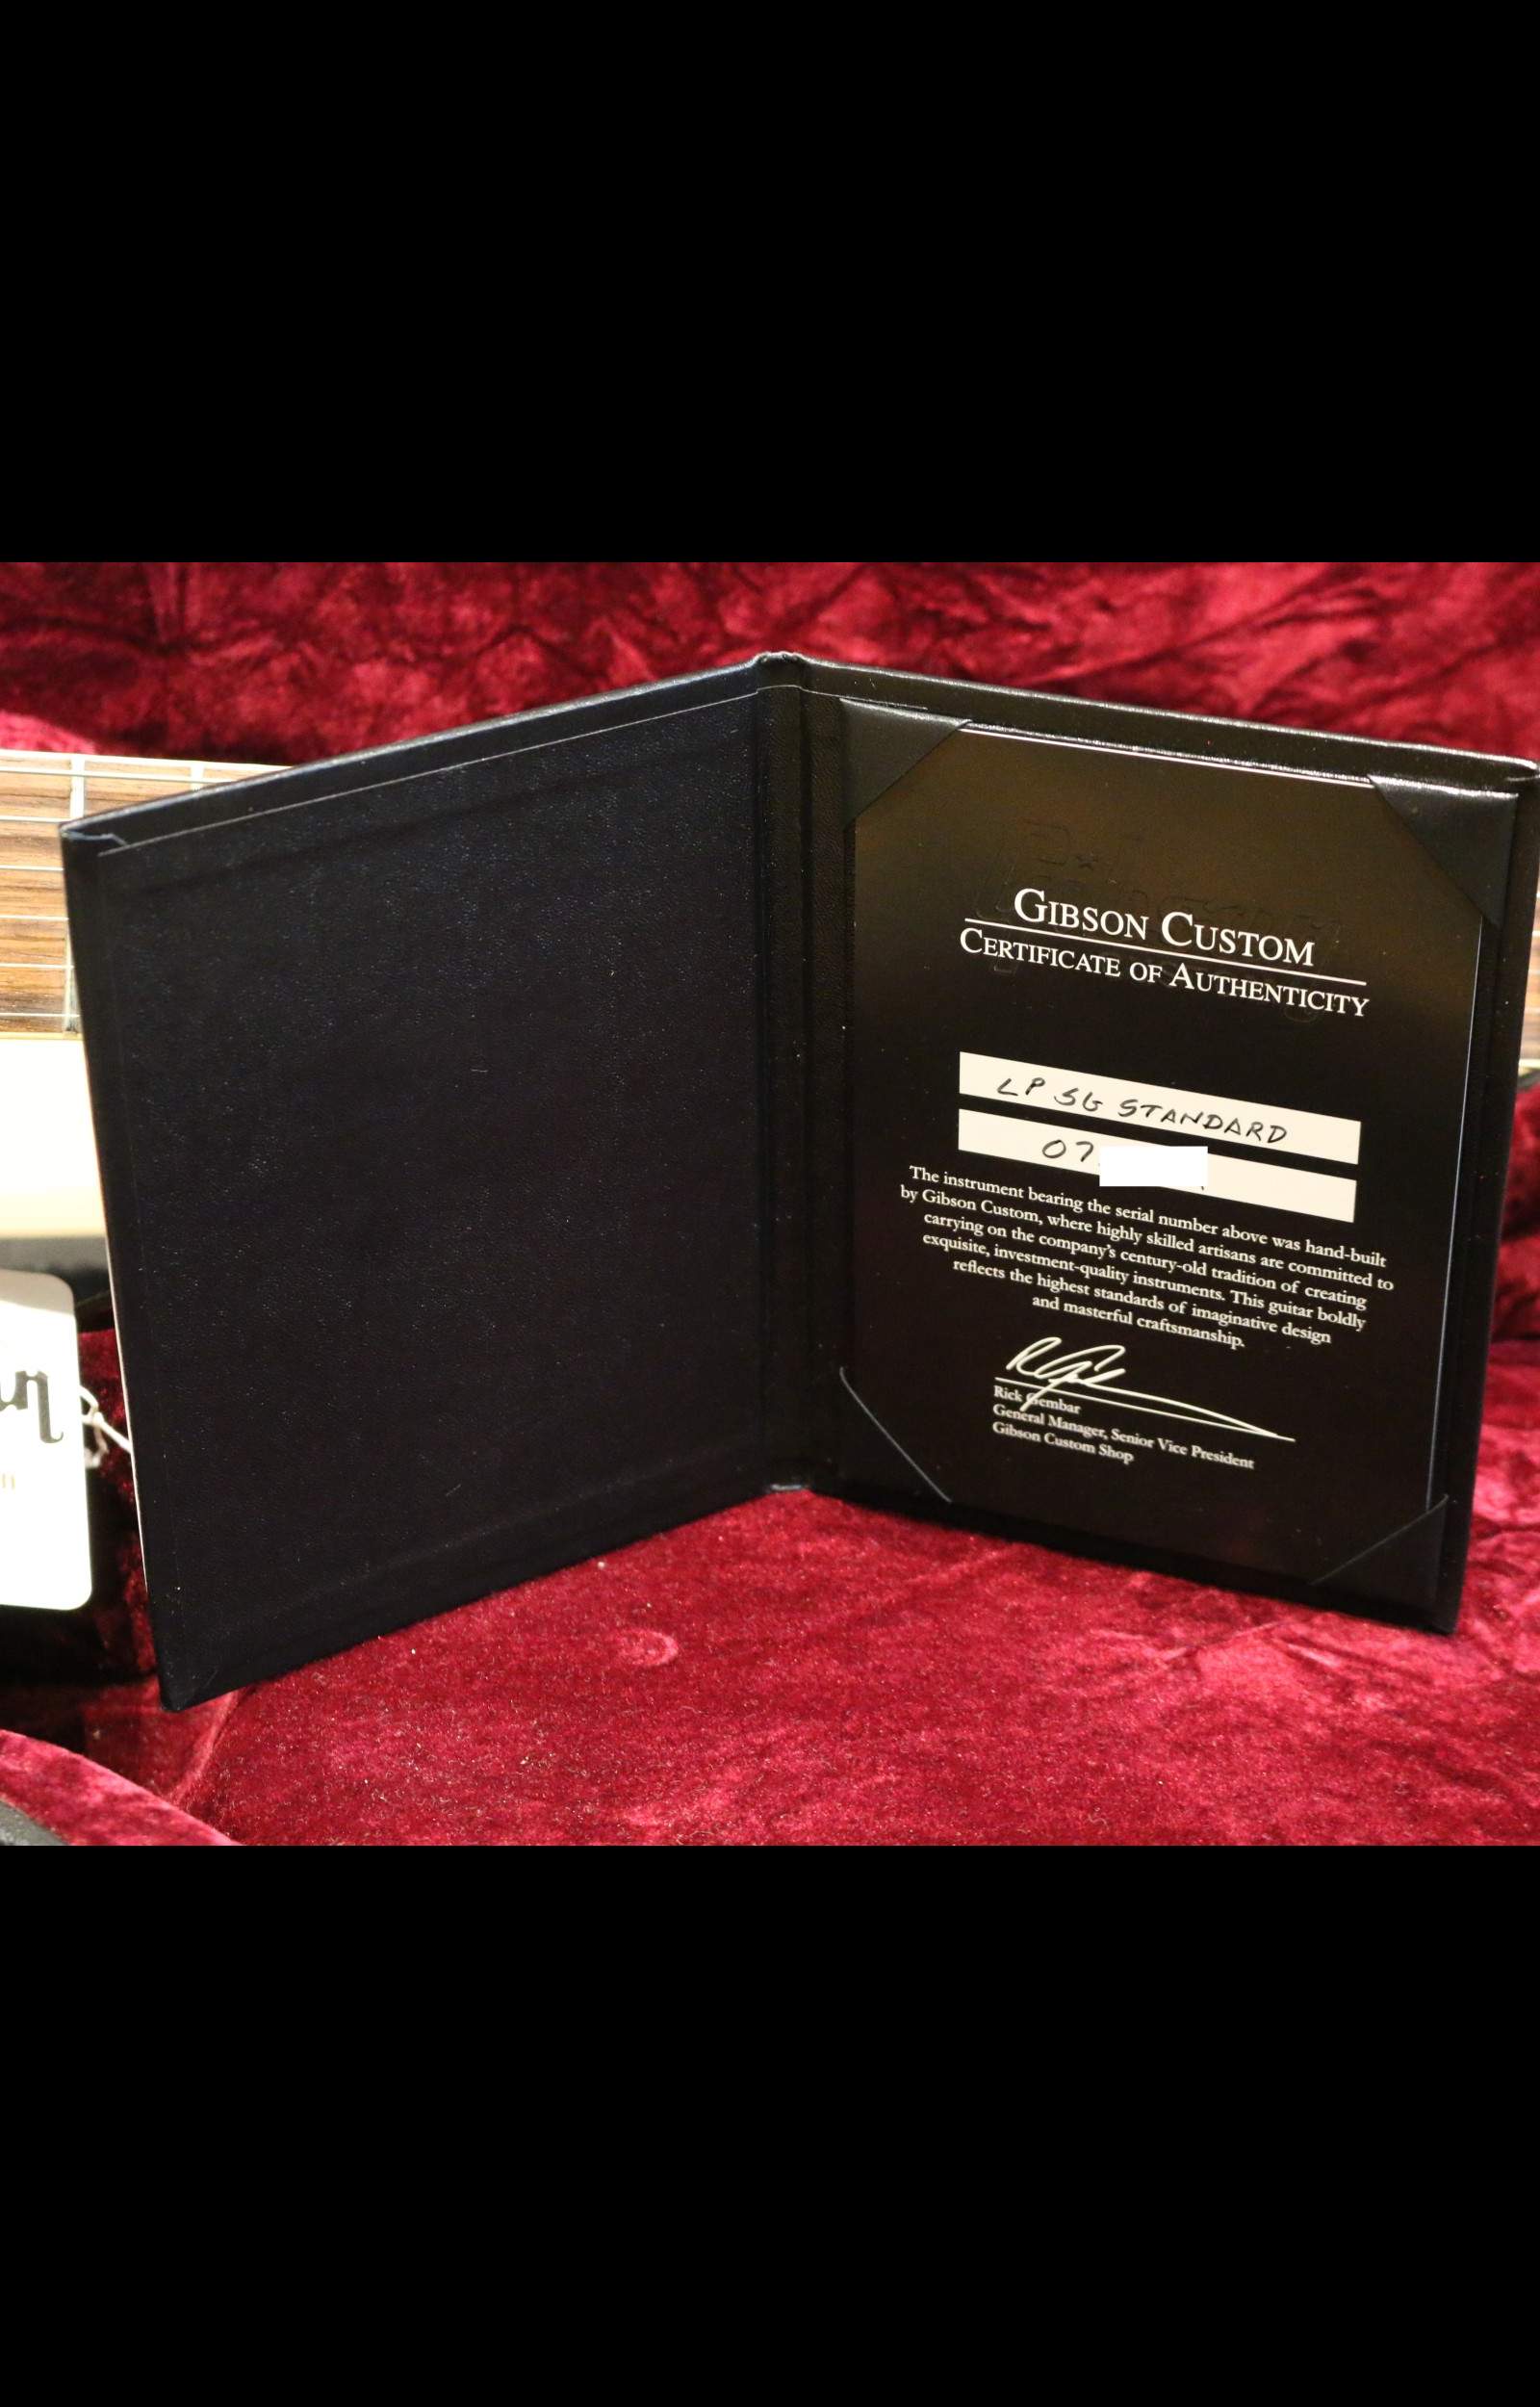 GIBSON CUSTOM
CERTIFICATE OF AUTHENTICITY
LP SG STANDARD
07
The instrument bearing the serial number above was hand-built
by Gibson Custom, where highly skilled artisans are committed to
carrying on the company's century-old tradition of creating
exquisite, investment-quality instruments. This guitar boldly
reflects the highest standards of imaginative design
and masterful craftsmanship.
Rick Gembar
General Manager, Senior Vice President
Gibson Custom Shop